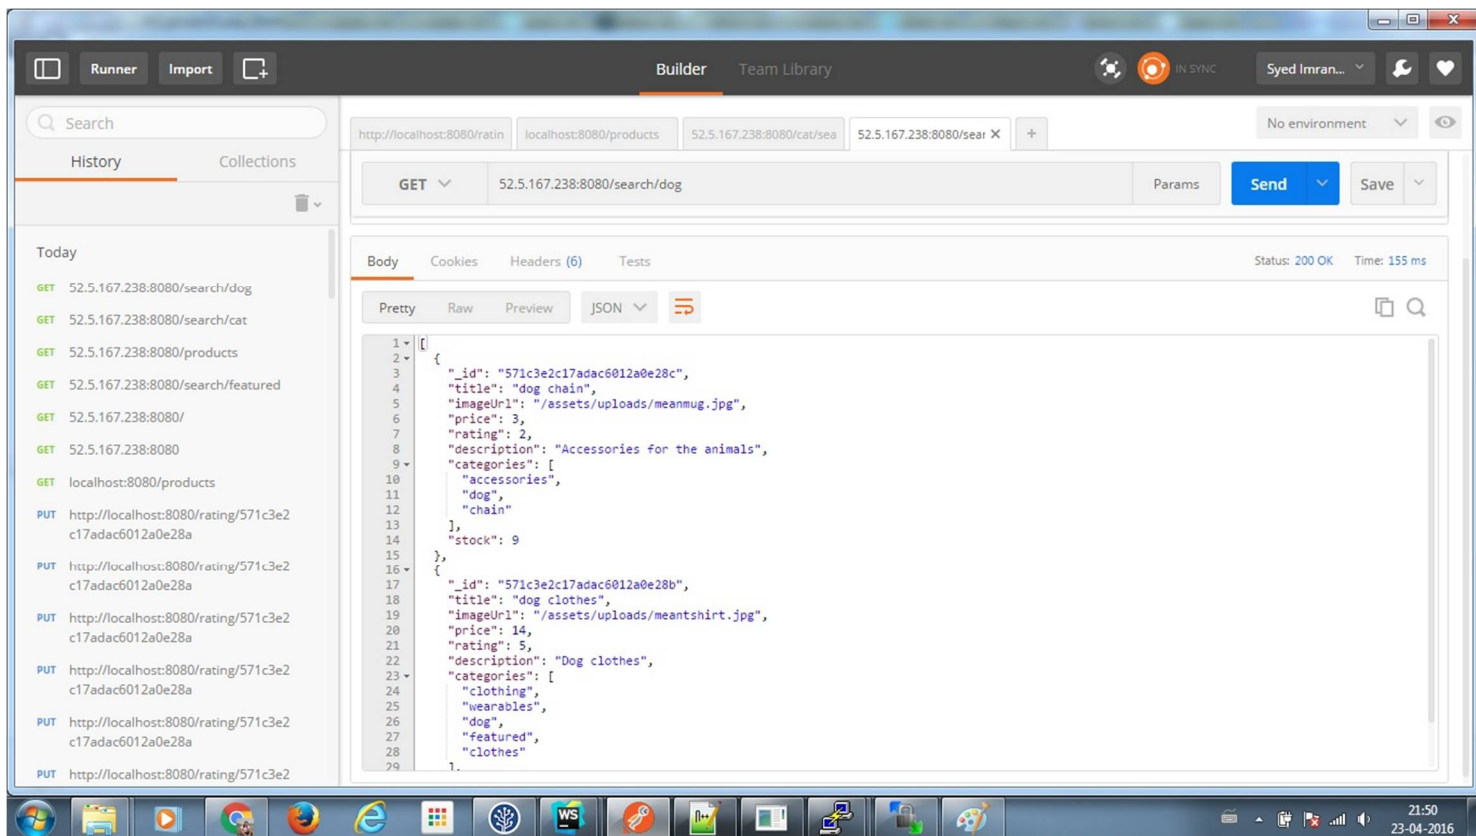 Runner Import Builder Team Library IN SYNC Syed Imran...
Search
History Collections
Today
GET 52.5.167.238:8080/search/dog
GET 52.5.167.238:8080/search/cat
GET 52.5.167.238:8080/products
GET 52.5.167.238:8080/search/featured
GET 52.5.167.238:8080/
GET 52.5.167.238:8080
GET localhost:8080/products
PUT http://localhost:8080/rating/571c3e2
c17adac6012a0e28a
PUT http://localhost:8080/rating/571c3e2
c17adac6012a0e28a
PUT http://localhost:8080/rating/571c3e2
c17adac6012a0e28a
PUT http://localhost:8080/rating/571c3e2
c17adac6012a0e28a
PUT http://localhost:8080/rating/571c3e2
c17adac6012a0e28a
PUT http://localhost:8080/rating/571c3e2
http://localhost:8080/ratin localhost:8080/products 52.5.167.238:8080/cat/sea 52.5.167.238:8080/sear × + No environment
GET 52.5.167.238:8080/search/dog Params Send Save
Body Cookies Headers (6) Tests Status: 200 OK Time: 155 ms
Pretty Raw Preview JSON
1 [
2 {
3 "_id": "571c3e2c17adac6012a0e28c",
4 "title": "dog chain",
5 "imageUrl": "/assets/uploads/meanmug.jpg",
6 "price": 3,
7 "rating": 2,
8 "description": "Accessories for the animals",
9 "categories": [
10 "accessories",
11 "dog",
12 "chain"
13 ],
14 "stock": 9
15 },
16 {
17 "_id": "571c3e2c17adac6012a0e28b",
18 "title": "dog clothes",
19 "imageUrl": "/assets/uploads/meantshirt.jpg",
20 "price": 14,
21 "rating": 5,
22 "description": "Dog clothes",
23 "categories": [
24 "clothing",
25 "wearables",
26 "dog",
27 "featured",
28 "clothes"
29 ],
WS
N++
21:50
23-04-2016